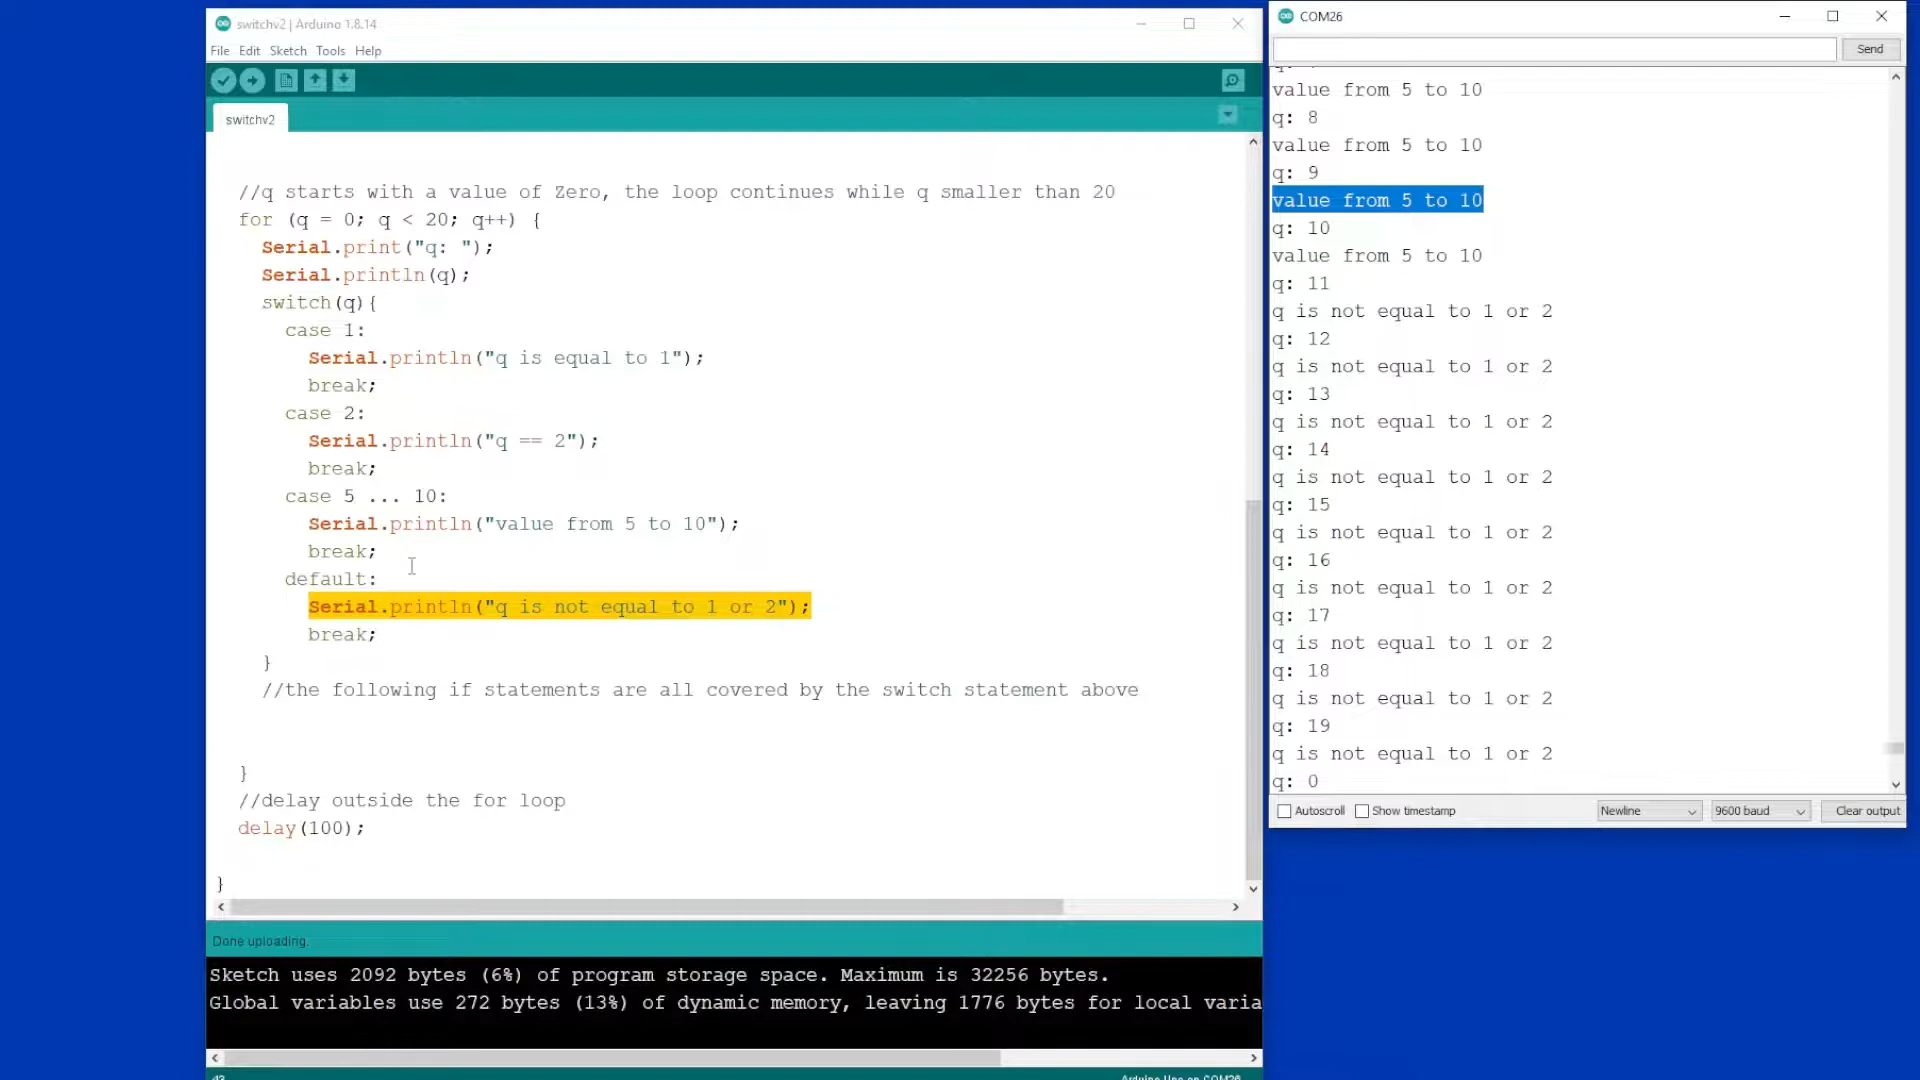 switchv2 | Arduino 1.8.14
File Edit Sketch Tools Help
switchv2
//q starts with a value of Zero, the loop continues while q smaller than 20
for (q = 0; q < 20; q++) {
Serial.print("q: ");
Serial.println(q);
switch(q){
case 1:
Serial.println("q is equal to 1");
break;
case 2:
Serial.println("q == 2");
break;
case 5 ... 10:
Serial.println("value from 5 to 10");
break;
default:
Serial.println("q is not equal to 1 or 2");
break;
}
//the following if statements are all covered by the switch statement above
}
//delay outside the for loop
delay(100);
}
Done uploading.
Sketch uses 2092 bytes (6%) of program storage space. Maximum is 32256 bytes.
Global variables use 272 bytes (13%) of dynamic memory, leaving 1776 bytes for local varia
Arduino Uno on COM26
COM26
Send
value from 5 to 10
q: 8
value from 5 to 10
q: 9
value from 5 to 10
q: 10
value from 5 to 10
q: 11
q is not equal to 1 or 2
q: 12
q is not equal to 1 or 2
q: 13
q is not equal to 1 or 2
q: 14
q is not equal to 1 or 2
q: 15
q is not equal to 1 or 2
q: 16
q is not equal to 1 or 2
q: 17
q is not equal to 1 or 2
q: 18
q is not equal to 1 or 2
q: 19
q is not equal to 1 or 2
q: 0
Autoscroll Show timestamp Newline 9600 baud Clear output